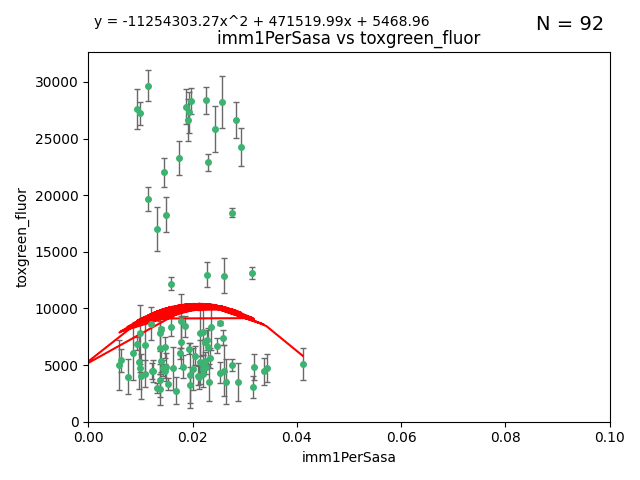 y = -11254303.27x^2 + 471519.99x + 5468.96
N = 92
imm1PerSasa vs toxgreen_fluor
30000
25000
20000
15000
10000
5000
0
toxgreen_fluor
0.00 0.02 0.04 0.06 0.08 0.10
imm1PerSasa